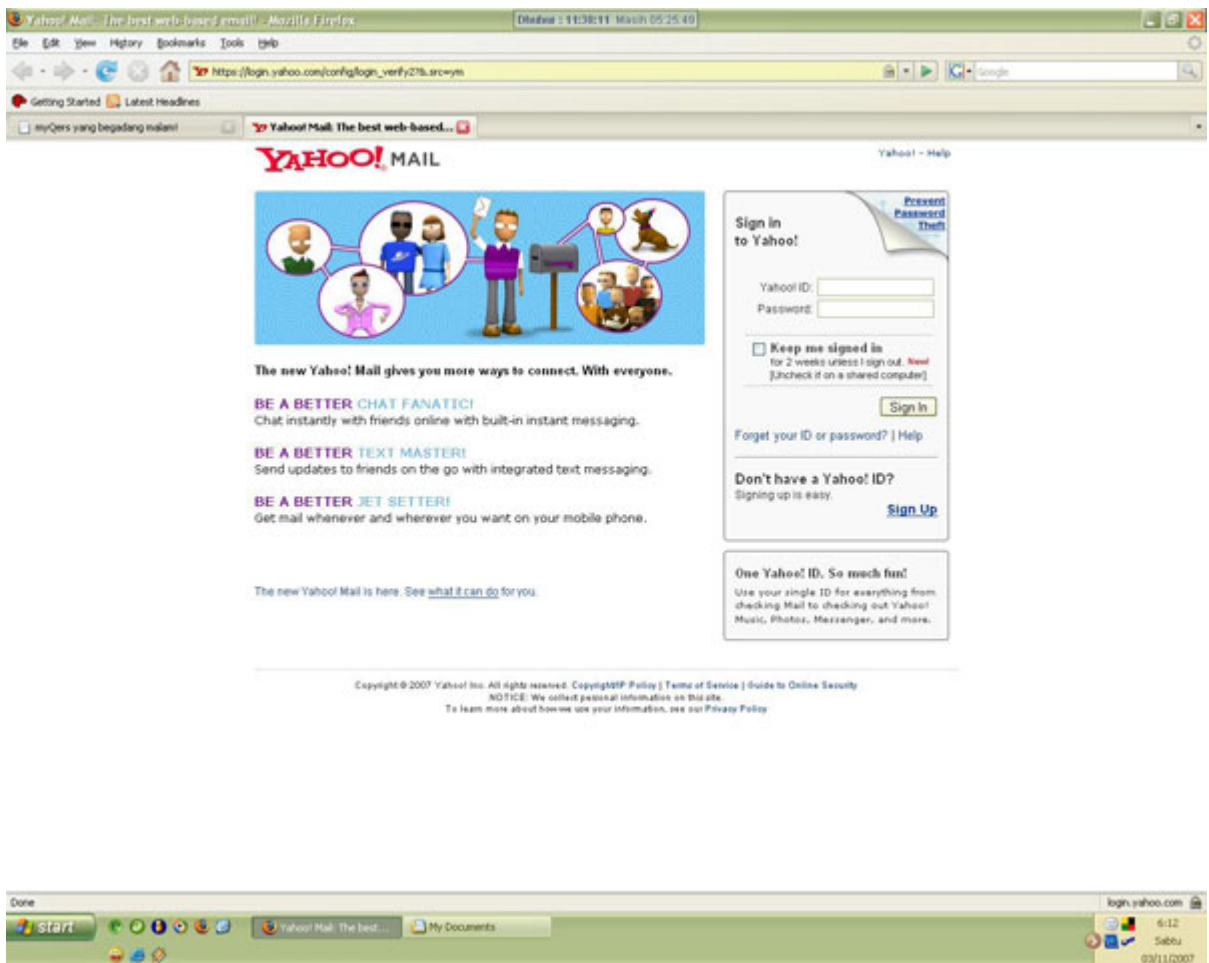 Yahoo! Mail: The best web-based email! - Mozilla Firefox
11:38:11 Masih 05:25:49
File Edit View History Bookmarks Tools Help
https://login.yahoo.com/config/login_verify2?&.src=ym
Google
Getting Started Latest Headlines
myQers yang begadang malam!
Yahoo! Mail: The best web-based...
YAHOO! MAIL
Yahoo! - Help
Prevent
Password
Theft
Sign in
to Yahoo!
Yahoo! ID:
Password:
Keep me signed in
for 2 weeks unless I sign out. New!
[Uncheck if on a shared computer]
Sign In
Forget your ID or password? | Help
Don't have a Yahoo! ID?
Signing up is easy.
Sign Up
One Yahoo! ID. So much fun!
Use your single ID for everything from
checking Mail to checking out Yahoo!
Music, Photos, Messenger, and more.
The new Yahoo! Mail gives you more ways to connect. With everyone.
BE A BETTER CHAT FANATIC!
Chat instantly with friends online with built-in instant messaging.
BE A BETTER TEXT MASTER!
Send updates to friends on the go with integrated text messaging.
BE A BETTER JET SETTER!
Get mail whenever and wherever you want on your mobile phone.
The new Yahoo! Mail is here. See what it can do for you.
Copyright © 2007 Yahoo! Inc. All rights reserved. Copyright/IP Policy | Terms of Service | Guide to Online Security
NOTICE: We collect personal information on this site.
To learn more about how we use your information, see our Privacy Policy
Done
login.yahoo.com
start
Yahoo! Mail: The best...
My Documents
6:12
Sabtu
03/11/2007